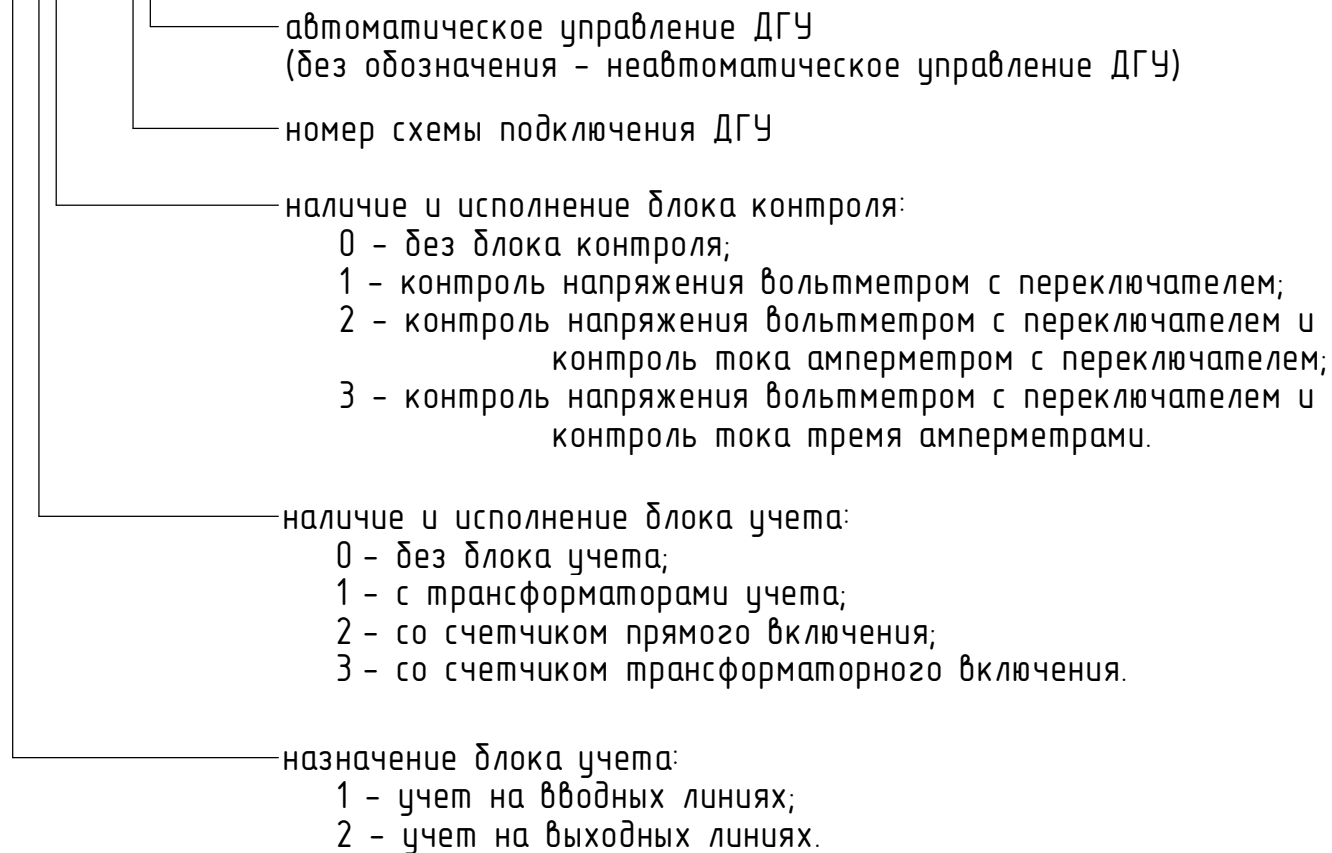 автоматическое управление ДГУ
(без обозначения - неавтоматическое управление ДГУ)
номер схемы подключения ДГУ
наличие и исполнение блока контроля:
0 - без блока контроля;
1 - контроль напряжения вольтметром с переключателем;
2 - контроль напряжения вольтметром с переключателем и
контроль тока амперметром с переключателем;
3 - контроль напряжения вольтметром с переключателем и
контроль тока тремя амперметрами.
наличие и исполнение блока учета:
0 - без блока учета;
1 - с трансформаторами учета;
2 - со счетчиком прямого включения;
3 - со счетчиком трансформаторного включения.
назначение блока учета:
1 - учет на вводных линиях;
2 - учет на выходных линиях.